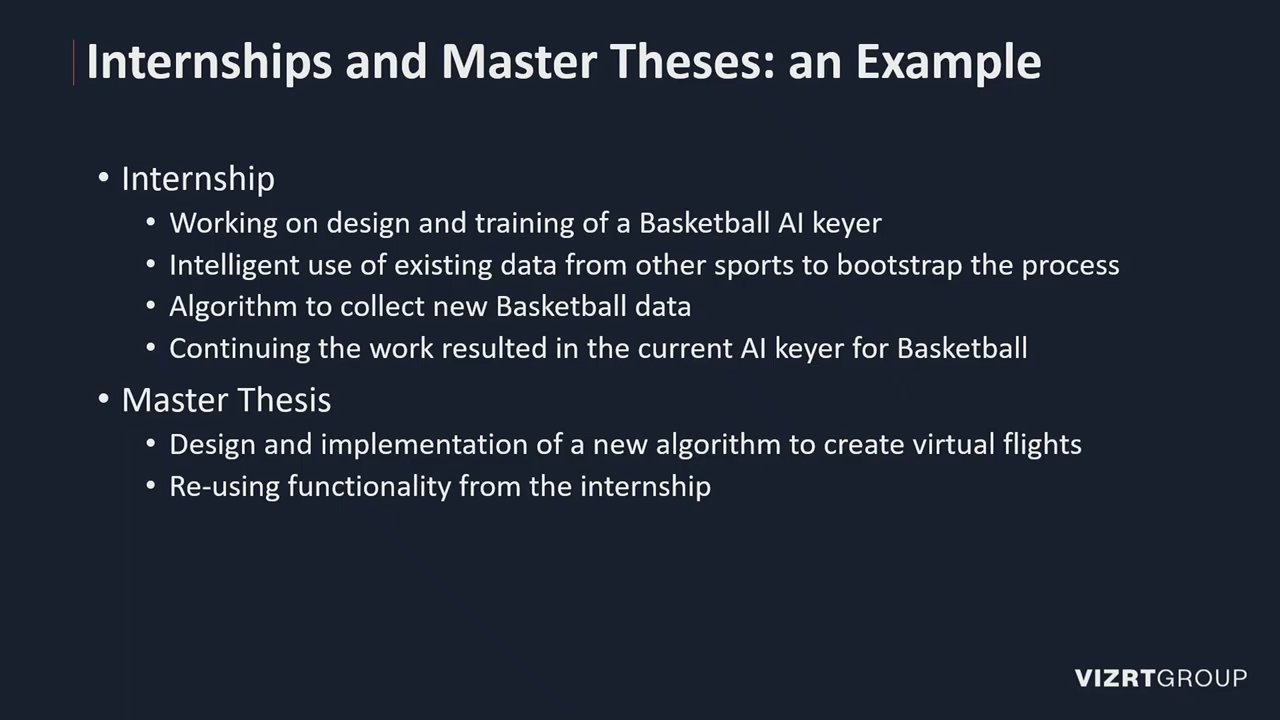 Internships and Master Theses: an Example
• Internship
• Working on design and training of a Basketball AI keyer
• Intelligent use of existing data from other sports to bootstrap the process
• Algorithm to collect new Basketball data
• Continuing the work resulted in the current AI keyer for Basketball
• Master Thesis
• Design and implementation of a new algorithm to create virtual flights
• Re-using functionality from the internship
VIZRTGROUP